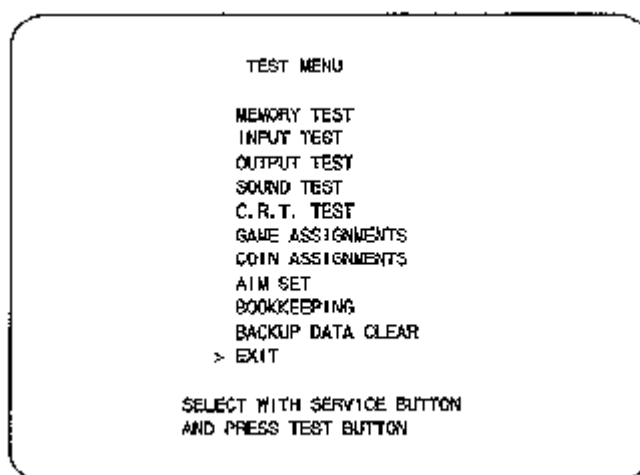 TEST MENU
MEMORY TEST
INPUT TEST
OUTPUT TEST
SOUND TEST
C.R.T. TEST
GAME ASSIGNMENTS
COIN ASSIGNMENTS
AIM SET
BOOKKEEPING
BACKUP DATA CLEAR
> EXIT
SELECT WITH SERVICE BUTTON
AND PRESS TEST BUTTON